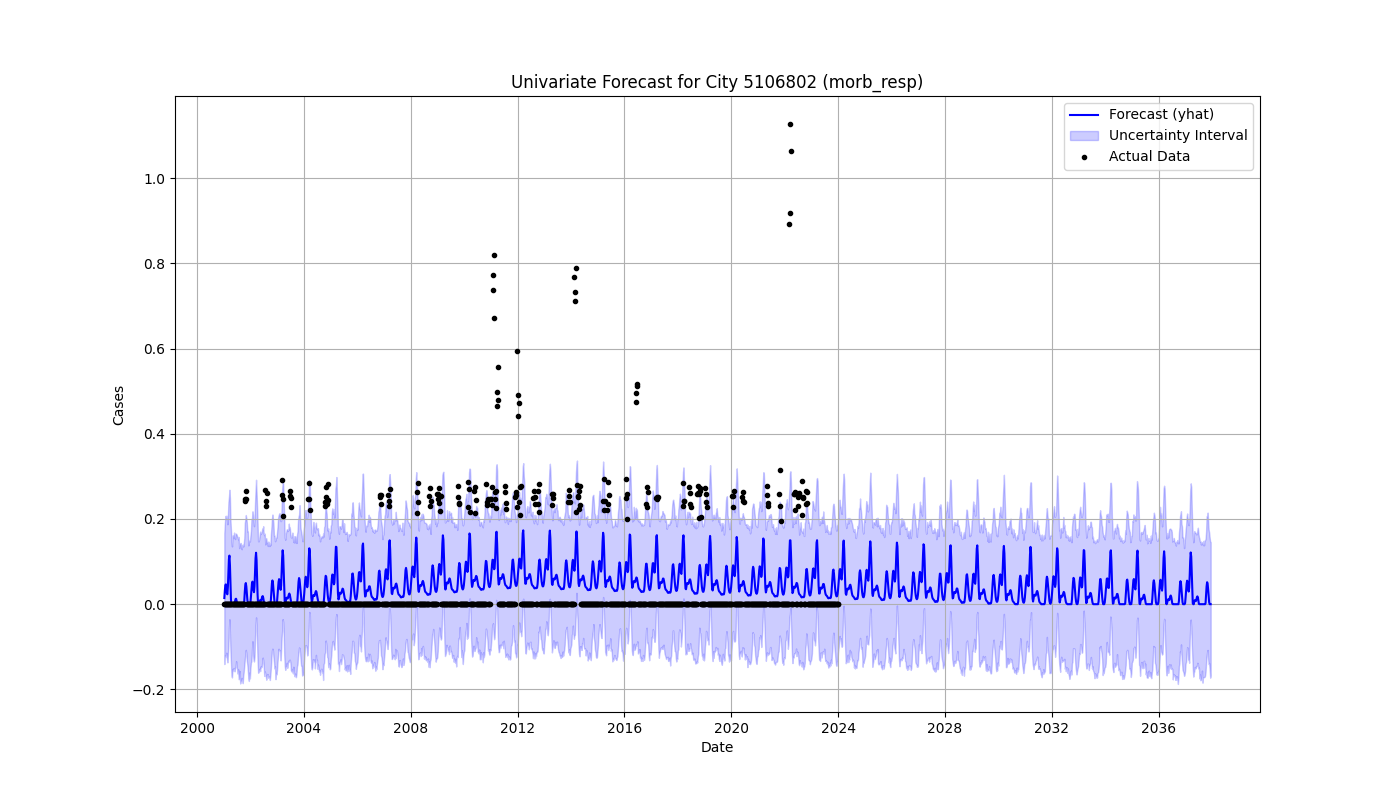 Univariate Forecast for City 5106802 (morb_resp)
Forecast (yhat)
Uncertainty Interval
Actual Data
Cases
1.0
0.8
0.6
0.4
0.2
0.0
−0.2
2000 2004 2008 2012 2016 2020 2024 2028 2032 2036
Date